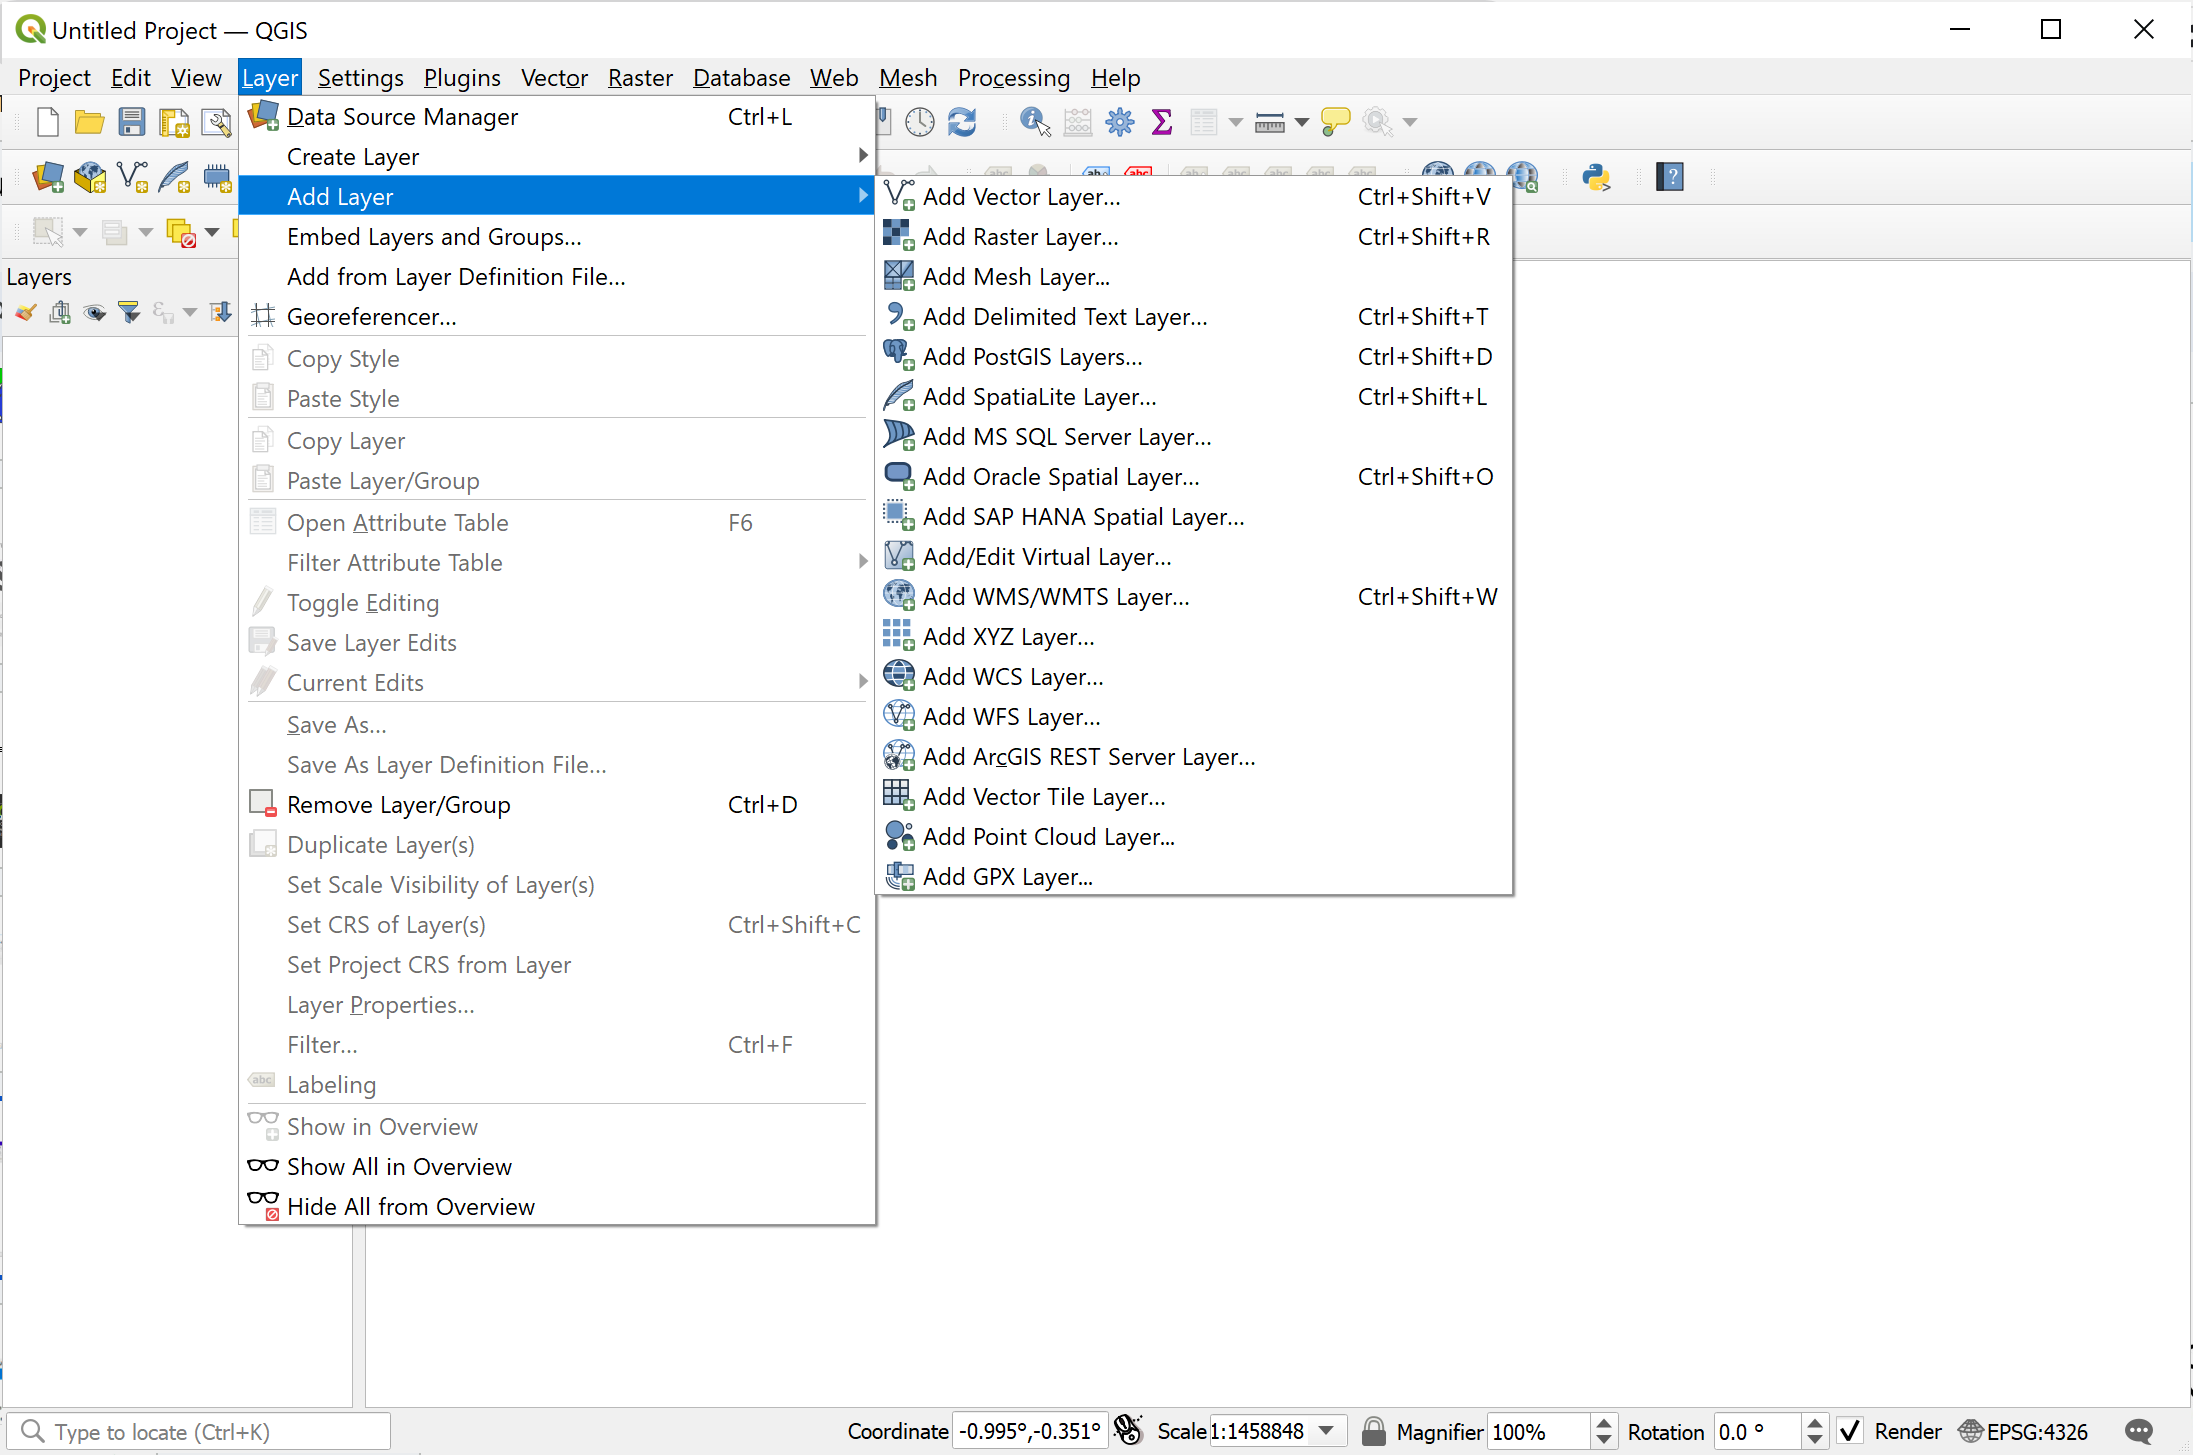 Untitled Project — QGIS
Project Edit View Layer Settings Plugins Vector Raster Database Web Mesh Processing Help
Data Source Manager Ctrl+L
Create Layer
Add Layer
Embed Layers and Groups...
Add from Layer Definition File...
Georeferencer...
Copy Style
Paste Style
Copy Layer
Paste Layer/Group
Open Attribute Table F6
Filter Attribute Table
Toggle Editing
Save Layer Edits
Current Edits
Save As...
Save As Layer Definition File...
Remove Layer/Group Ctrl+D
Duplicate Layer(s)
Set Scale Visibility of Layer(s)
Set CRS of Layer(s) Ctrl+Shift+C
Set Project CRS from Layer
Layer Properties...
Filter... Ctrl+F
abc Labeling
Show in Overview
Show All in Overview
Hide All from Overview
Add Vector Layer... Ctrl+Shift+V
Add Raster Layer... Ctrl+Shift+R
Add Mesh Layer...
Add Delimited Text Layer... Ctrl+Shift+T
Add PostGIS Layers... Ctrl+Shift+D
Add SpatiaLite Layer... Ctrl+Shift+L
Add MS SQL Server Layer...
Add Oracle Spatial Layer... Ctrl+Shift+O
Add SAP HANA Spatial Layer...
Add/Edit Virtual Layer...
Add WMS/WMTS Layer... Ctrl+Shift+W
Add XYZ Layer...
Add WCS Layer...
Add WFS Layer...
Add ArcGIS REST Server Layer...
Add Vector Tile Layer...
Add Point Cloud Layer...
Add GPX Layer...
Layers
Type to locate (Ctrl+K)
Coordinate -0.995°,-0.351° Scale 1:1458848 Magnifier 100% Rotation 0.0 ° Render EPSG:4326